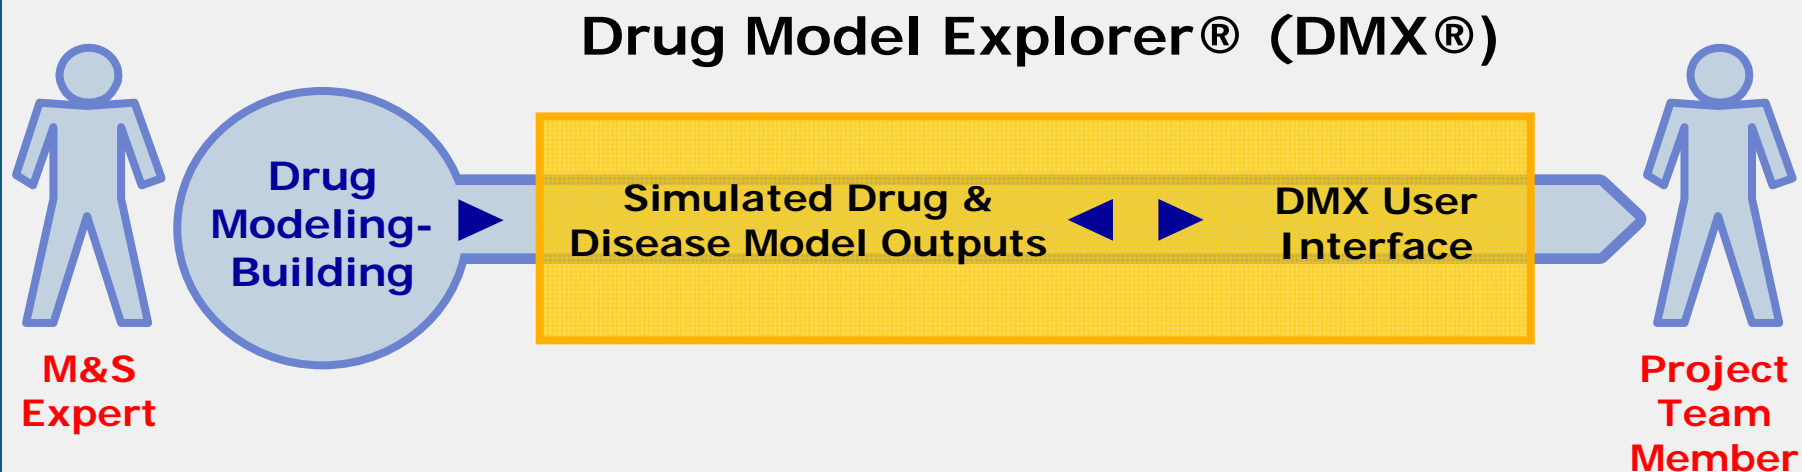 Drug Model Explorer® (DMX®)
Drug
Modeling-
Building
Simulated Drug &
Disease Model Outputs
DMX User
Interface
M&S
Expert
Project
Team
Member